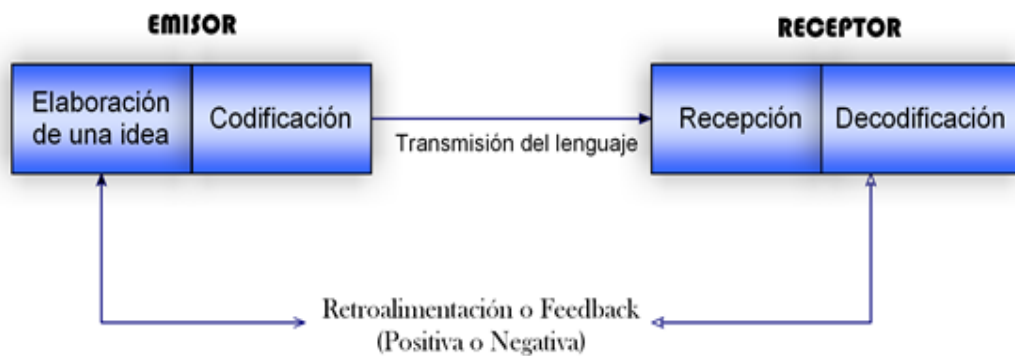 EMISOR
RECEPTOR
Elaboración
de una idea
Codificación
Transmisión del lenguaje
Recepción
Decodificación
Retroalimentación o Feedback
(Positiva o Negativa)